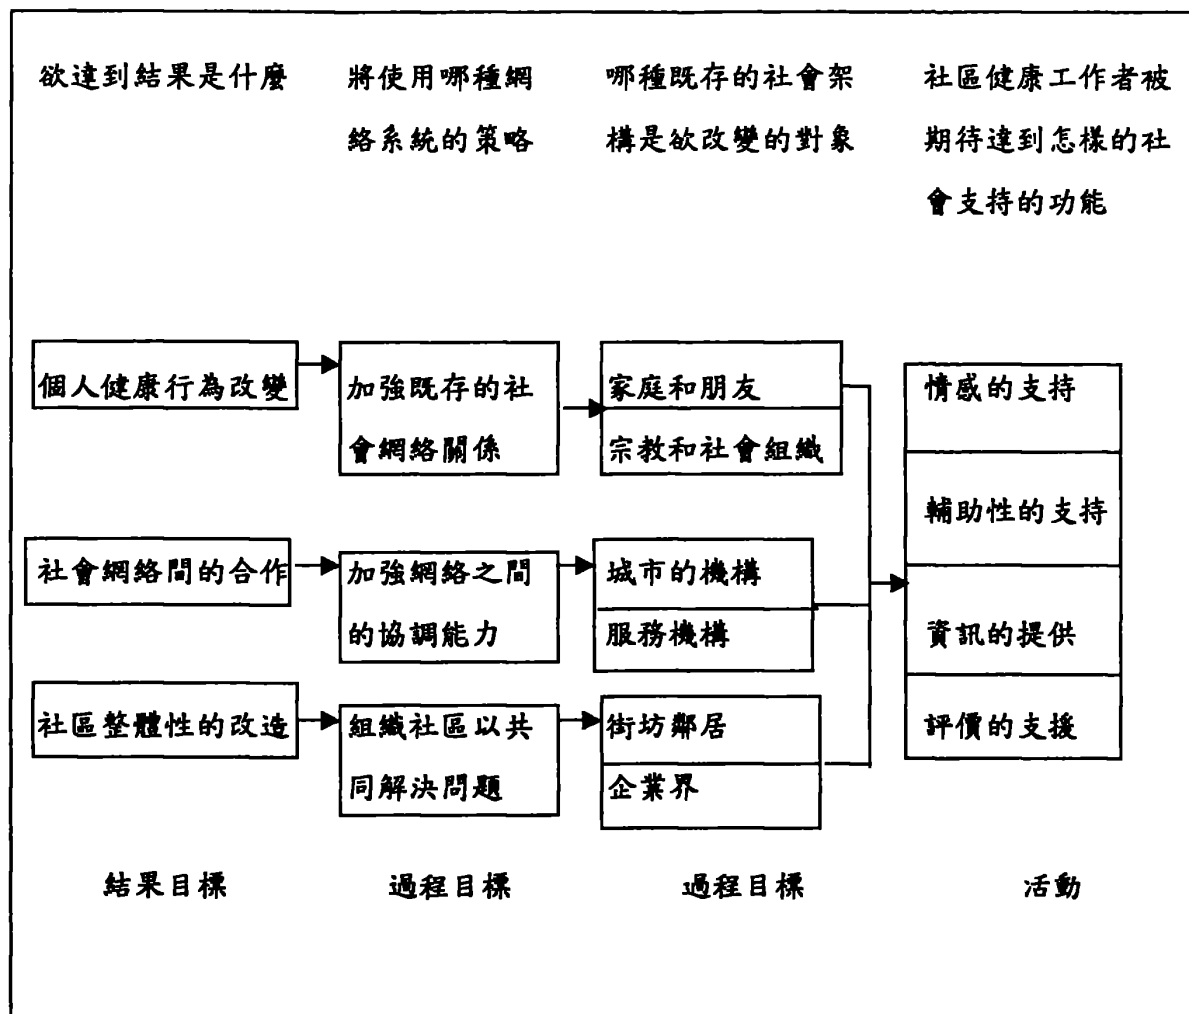 欲達到結果是什麼
將使用哪種網
絡系統的策略
哪種既存的社會架
構是欲改變的對象
社區健康工作者被
期待達到怎樣的社
會支持的功能
個人健康行為改變
加強既存的社
會網絡關係
家庭和朋友
宗教和社會組織
社會網絡間的合作
加強網絡之間
的協調能力
城市的機構
服務機構
社區整體性的改造
組織社區以共
同解決問題
街坊鄰居
企業界
情感的支持
輔助性的支持
資訊的提供
評價的支援
結果目標
過程目標
過程目標
活動